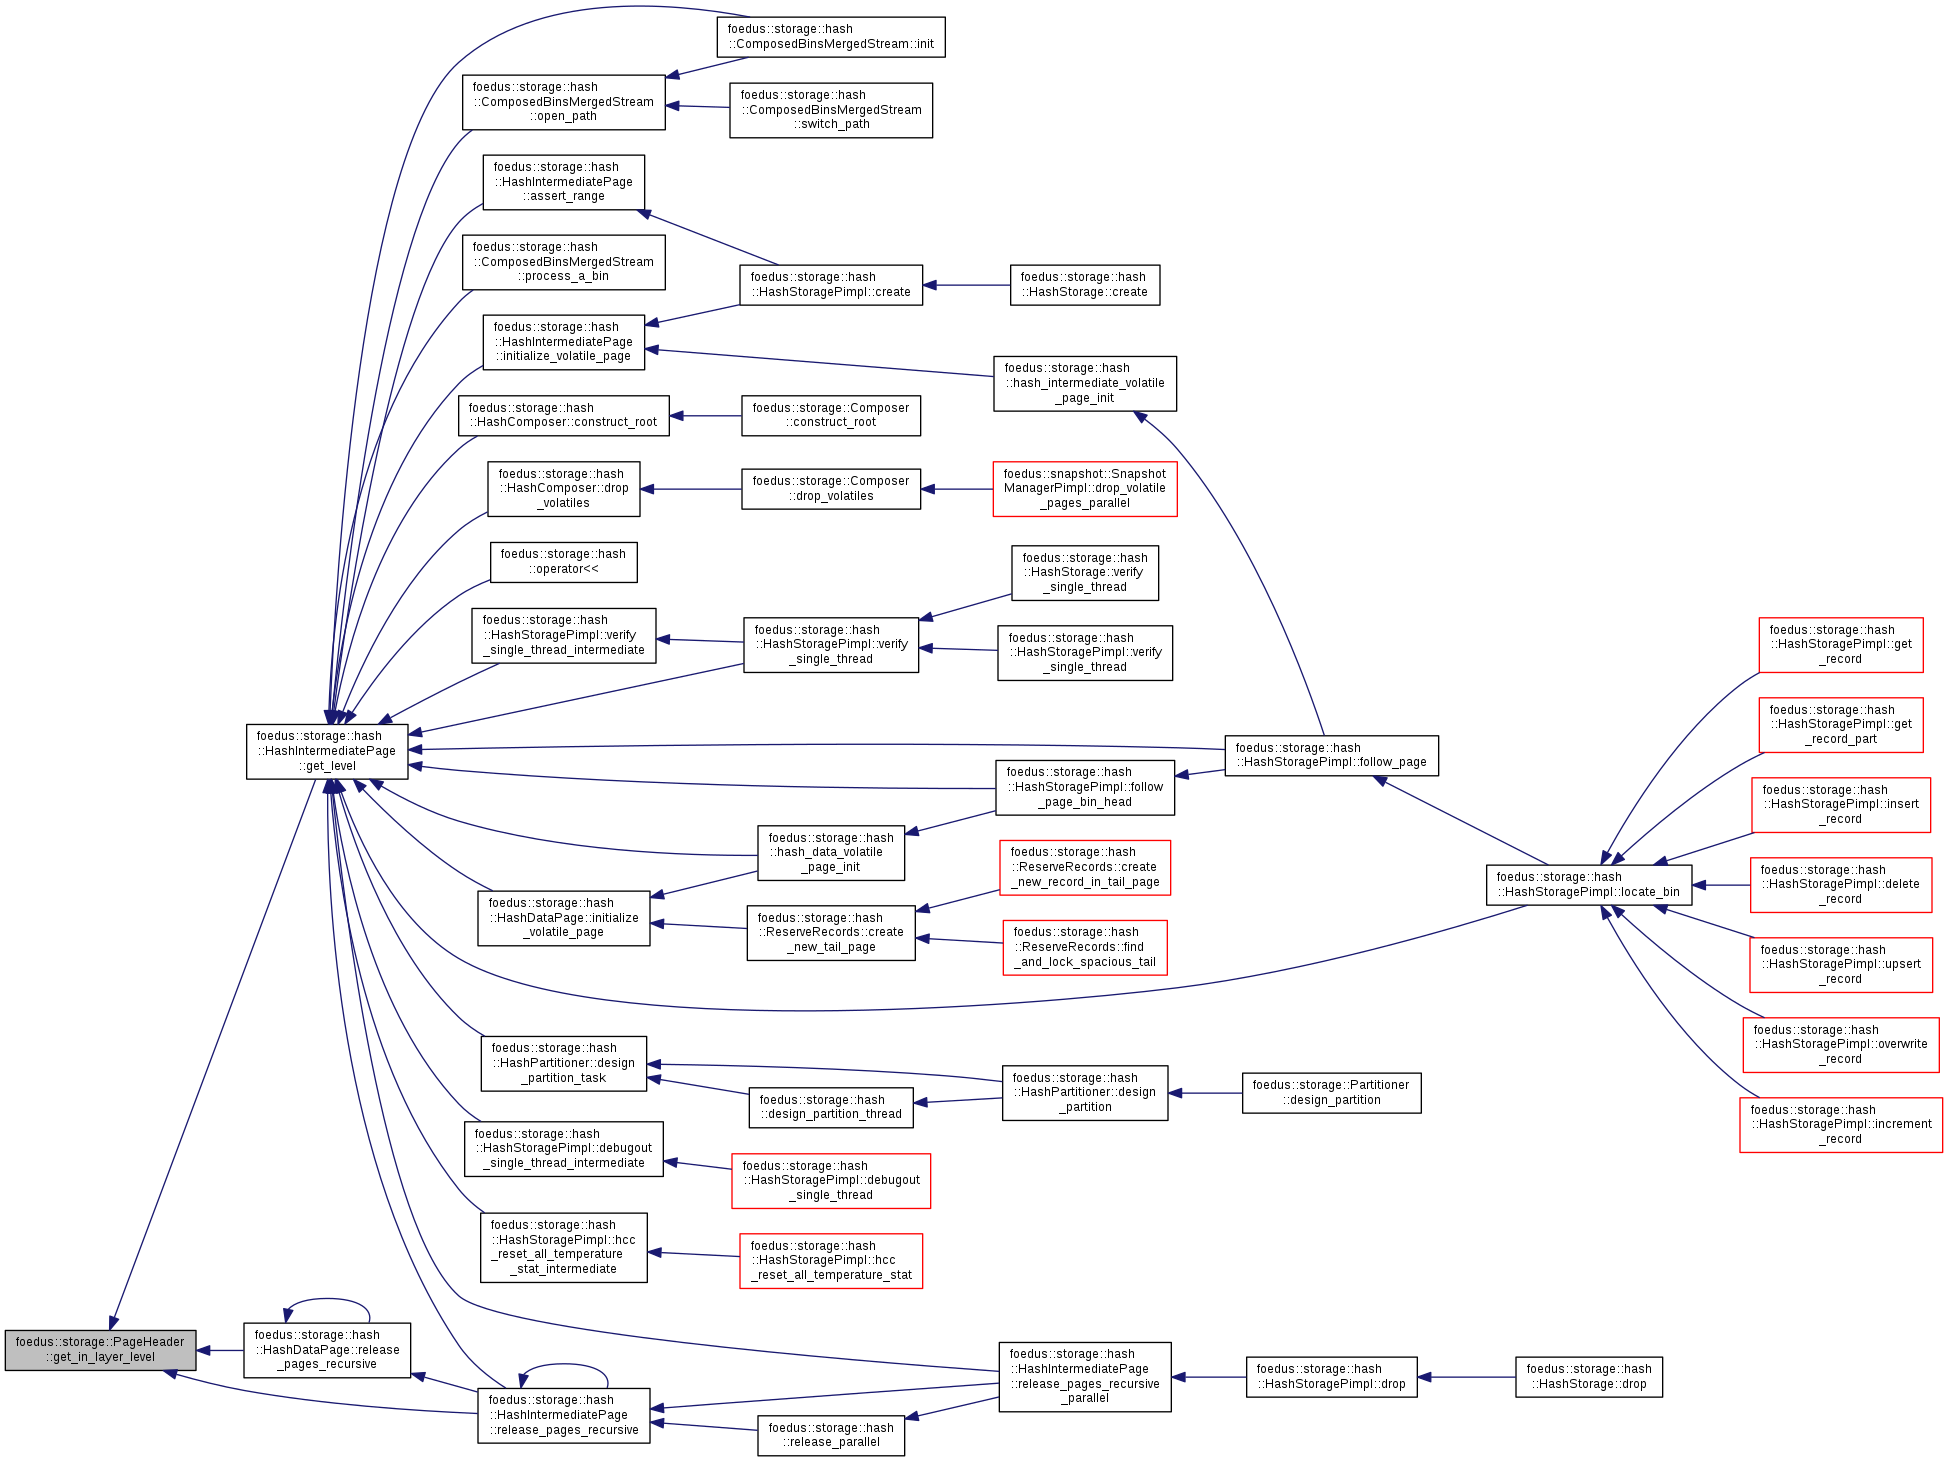 foedus::storage::hash
::ComposedBinsMergedStream::init
foedus::storage::hash
::ComposedBinsMergedStream
::open_path
foedus::storage::hash
::ComposedBinsMergedStream
::switch_path
foedus::storage::hash
::HashIntermediatePage
::assert_range
foedus::storage::hash
::ComposedBinsMergedStream
::process_a_bin
foedus::storage::hash
::HashStoragePimpl::create
foedus::storage::hash
::HashStorage::create
foedus::storage::hash
::HashIntermediatePage
::initialize_volatile_page
foedus::storage::hash
::hash_intermediate_volatile
_page_init
foedus::storage::hash
::HashComposer::construct_root
foedus::storage::Composer
::construct_root
foedus::storage::hash
::HashComposer::drop
_volatiles
foedus::storage::Composer
::drop_volatiles
foedus::snapshot::Snapshot
ManagerPimpl::drop_volatile
_pages_parallel
foedus::storage::hash
::operator<<
foedus::storage::hash
::HashStorage::verify
_single_thread
foedus::storage::hash
::HashStoragePimpl::verify
_single_thread_intermediate
foedus::storage::hash
::HashStoragePimpl::verify
_single_thread
foedus::storage::hash
::HashStoragePimpl::verify
_single_thread
foedus::storage::hash
::HashStoragePimpl::get
_record
foedus::storage::hash
::HashStoragePimpl::get
_record_part
foedus::storage::hash
::HashIntermediatePage
::get_level
foedus::storage::hash
::HashStoragePimpl::follow_page
foedus::storage::hash
::HashStoragePimpl::follow
_page_bin_head
foedus::storage::hash
::HashStoragePimpl::insert
_record
foedus::storage::hash
::hash_data_volatile
_page_init
foedus::storage::hash
::ReserveRecords::create
_new_record_in_tail_page
foedus::storage::hash
::HashStoragePimpl::locate_bin
foedus::storage::hash
::HashStoragePimpl::delete
_record
foedus::storage::hash
::HashDataPage::initialize
_volatile_page
foedus::storage::hash
::ReserveRecords::create
_new_tail_page
foedus::storage::hash
::ReserveRecords::find
_and_lock_spacious_tail
foedus::storage::hash
::HashStoragePimpl::upsert
_record
foedus::storage::hash
::HashStoragePimpl::overwrite
_record
foedus::storage::hash
::HashPartitioner::design
_partition_task
foedus::storage::hash
::design_partition_thread
foedus::storage::hash
::HashPartitioner::design
_partition
foedus::storage::Partitioner
::design_partition
foedus::storage::hash
::HashStoragePimpl::increment
_record
foedus::storage::hash
::HashStoragePimpl::debugout
_single_thread_intermediate
foedus::storage::hash
::HashStoragePimpl::debugout
_single_thread
foedus::storage::hash
::HashStoragePimpl::hcc
_reset_all_temperature
_stat_intermediate
foedus::storage::hash
::HashStoragePimpl::hcc
_reset_all_temperature_stat
foedus::storage::PageHeader
::get_in_layer_level
foedus::storage::hash
::HashDataPage::release
_pages_recursive
foedus::storage::hash
::HashIntermediatePage
::release_pages_recursive
foedus::storage::hash
::release_parallel
foedus::storage::hash
::HashIntermediatePage
::release_pages_recursive
_parallel
foedus::storage::hash
::HashStoragePimpl::drop
foedus::storage::hash
::HashStorage::drop